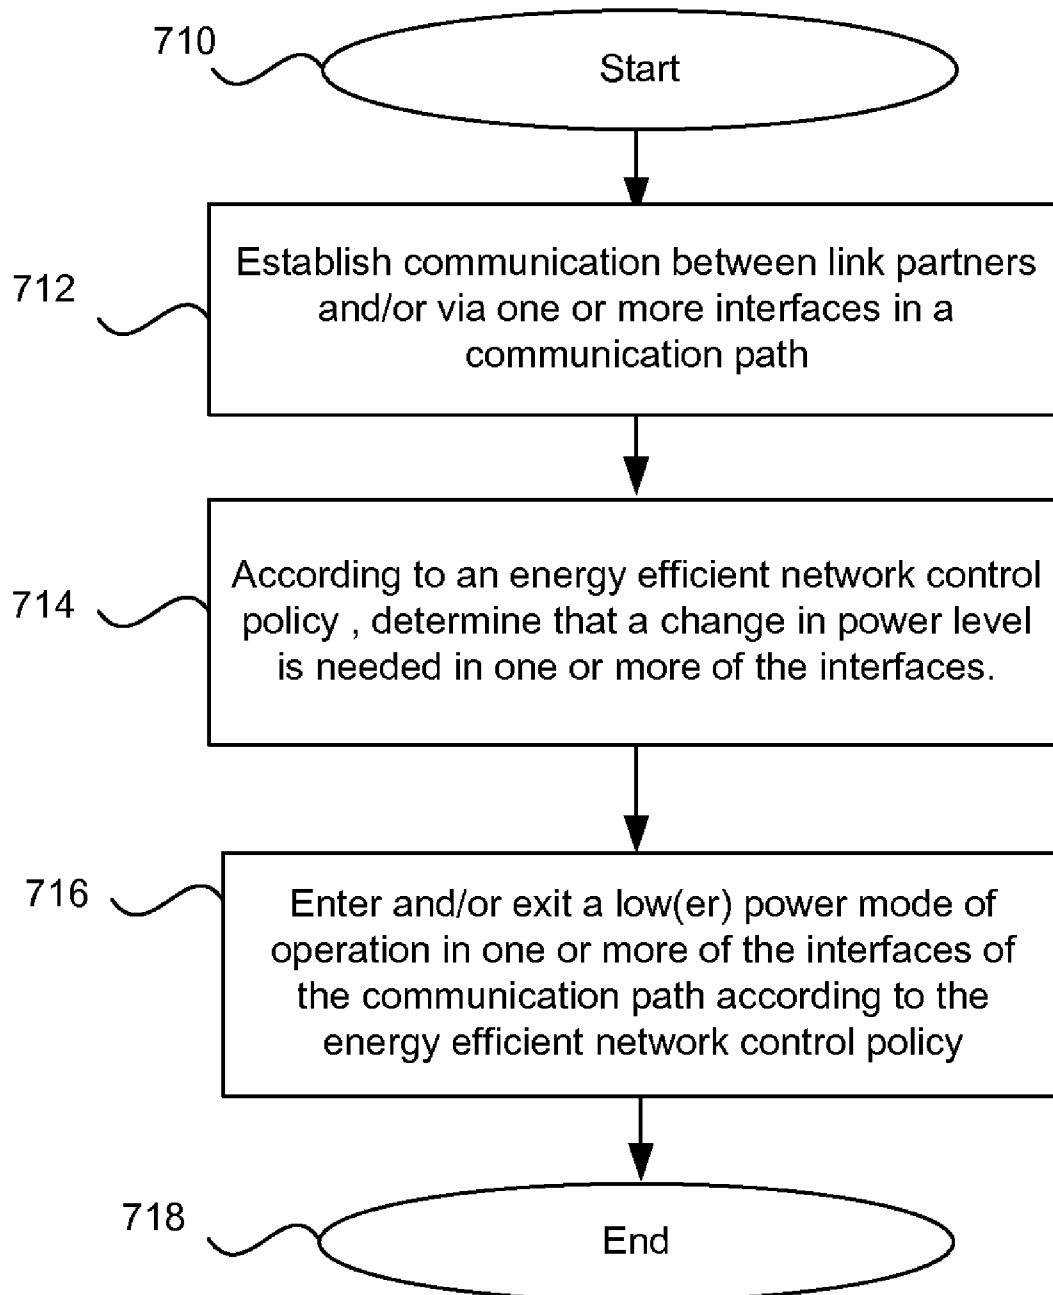 710
Start
712
Establish communication between link partners
and/or via one or more interfaces in a
communication path
714
According to an energy efficient network control
policy , determine that a change in power level
is needed in one or more of the interfaces.
716
Enter and/or exit a low(er) power mode of
operation in one or more of the interfaces of
the communication path according to the
energy efficient network control policy
718
End